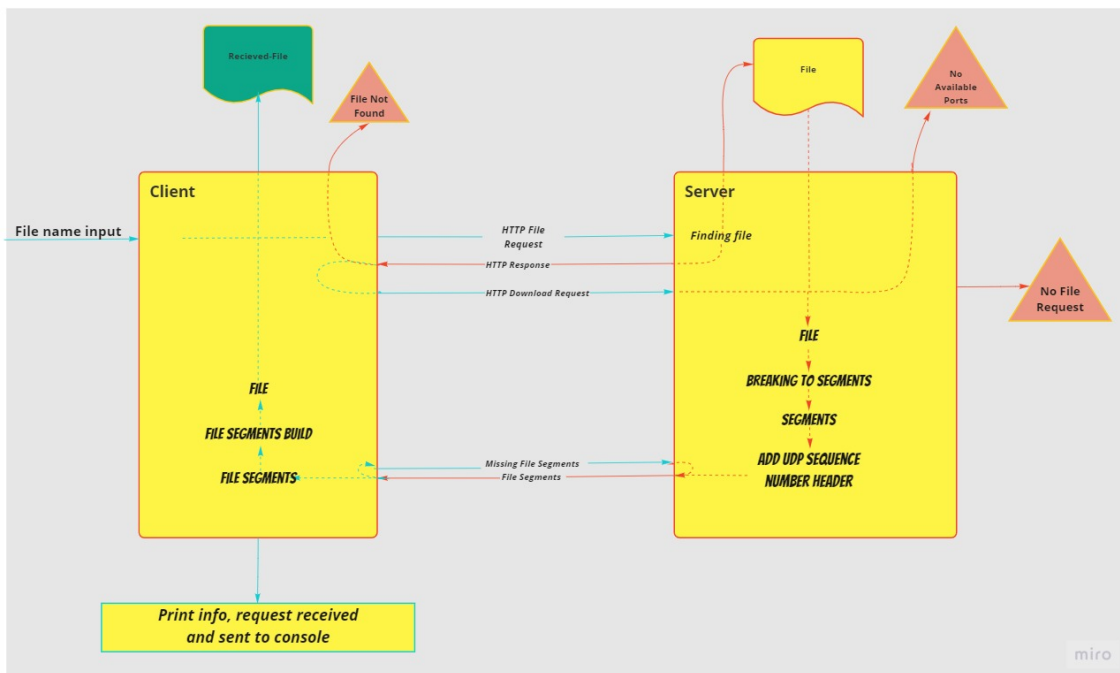 Recieved-File
File Not
Found
File
No
Available
Ports
Client
Server
File name input
HTTP File
Request
Finding file
HTTP Response
HTTP Download Request
No File
Request
FILE
BREAKING TO SEGMENTS
SEGMENTS
ADD UDP SEQUENCE
NUMBER HEADER
FILE
FILE SEGMENTS BUILD
FILE SEGMENTS
Missing File Segments
File Segments
Print info, request received
and sent to console
miro